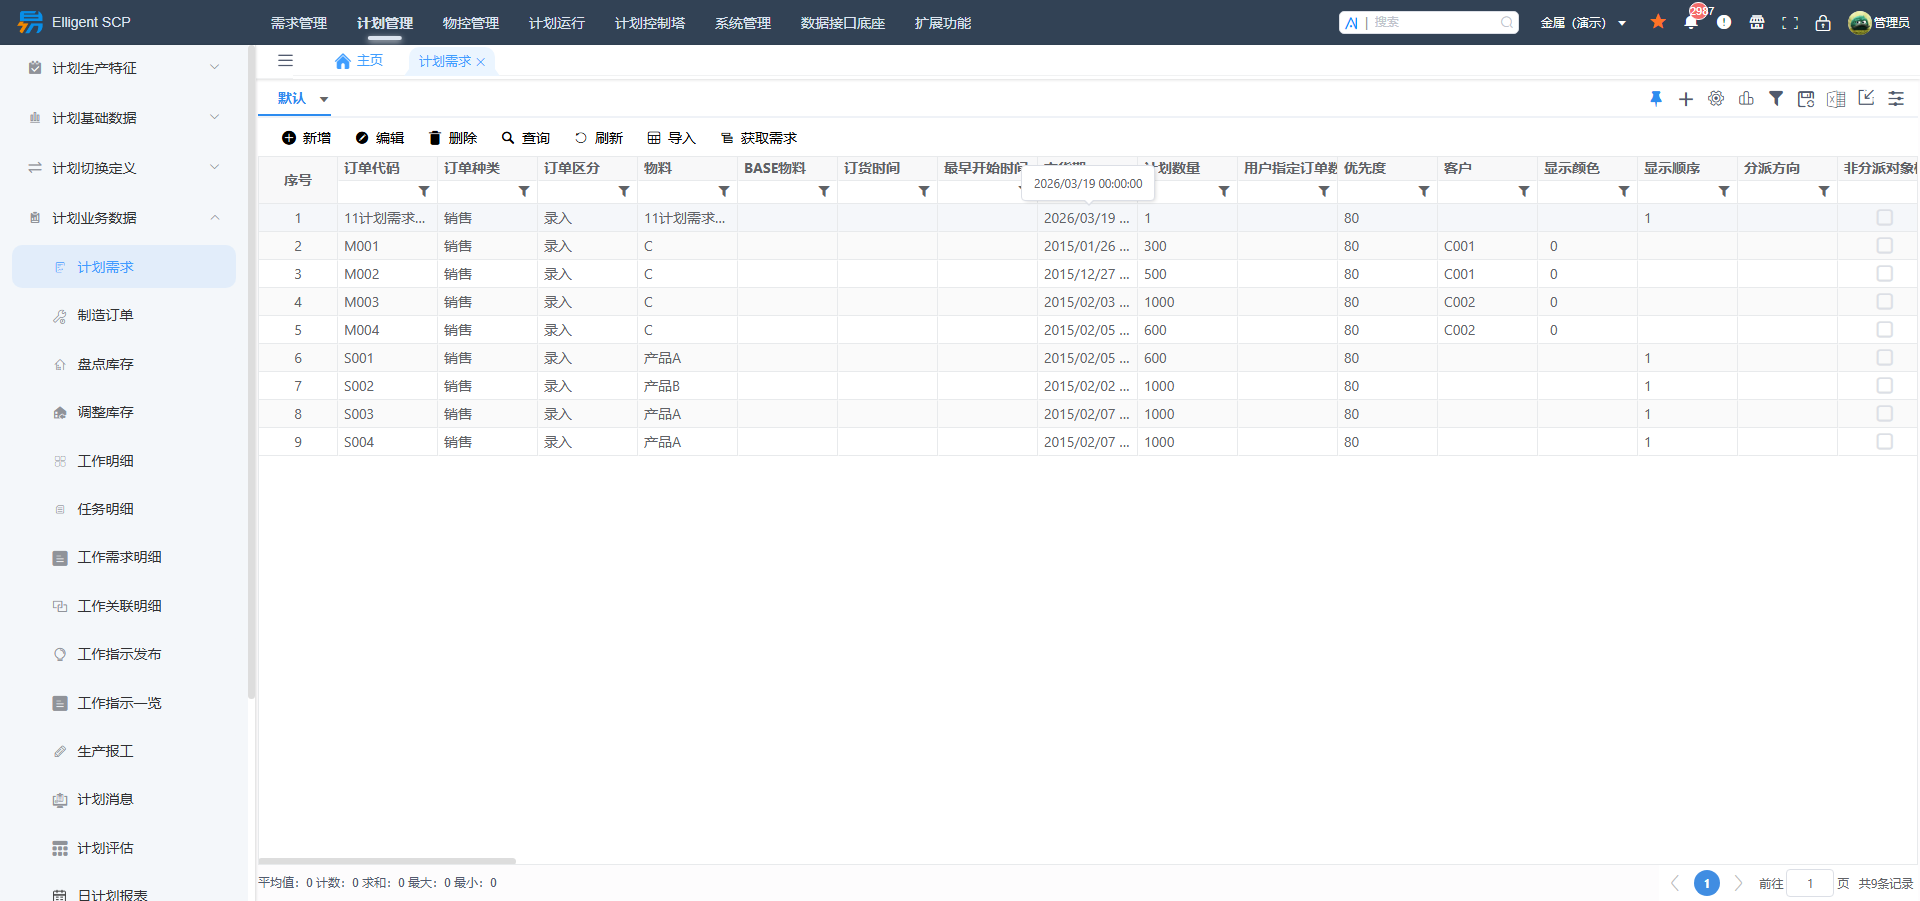 Elligent SCP
需求管理 计划管理 物控管理 计划运行 计划控制塔 系统管理 数据接口底座 扩展功能
AI | 搜索
金属（演示）
2987
管理员
计划生产特征
计划基础数据
计划切换定义
计划业务数据
计划需求
制造订单
盘点库存
调整库存
工作明细
任务明细
工作需求明细
工作关联明细
工作指示发布
工作指示一览
生产报工
计划消息
计划评估
日计划报表
主页 计划需求
默认
新增 编辑 删除 查询 刷新 导入 获取需求
序号 订单代码 订单种类 订单区分 物料 BASE物料 订货时间 最早开始时间 计划数量 用户指定订单数 优先度 客户 显示颜色 显示顺序 分派方向 非分派对象
2026/03/19 00:00:00
1 11计划需求... 销售 录入 11计划需求... 2026/03/19 ... 1 80 1
2 M001 销售 录入 C 2015/01/26 ... 300 80 C001 0
3 M002 销售 录入 C 2015/12/27 ... 500 80 C001 0
4 M003 销售 录入 C 2015/02/03 ... 1000 80 C002 0
5 M004 销售 录入 C 2015/02/05 ... 600 80 C002 0
6 S001 销售 录入 产品A 2015/02/05 ... 600 80 1
7 S002 销售 录入 产品B 2015/02/02 ... 1000 80 1
8 S003 销售 录入 产品A 2015/02/07 ... 1000 80 1
9 S004 销售 录入 产品A 2015/02/07 ... 1000 80 1
平均值：0 计数：0 求和：0 最大：0 最小：0
1 前往 1 页 共9条记录